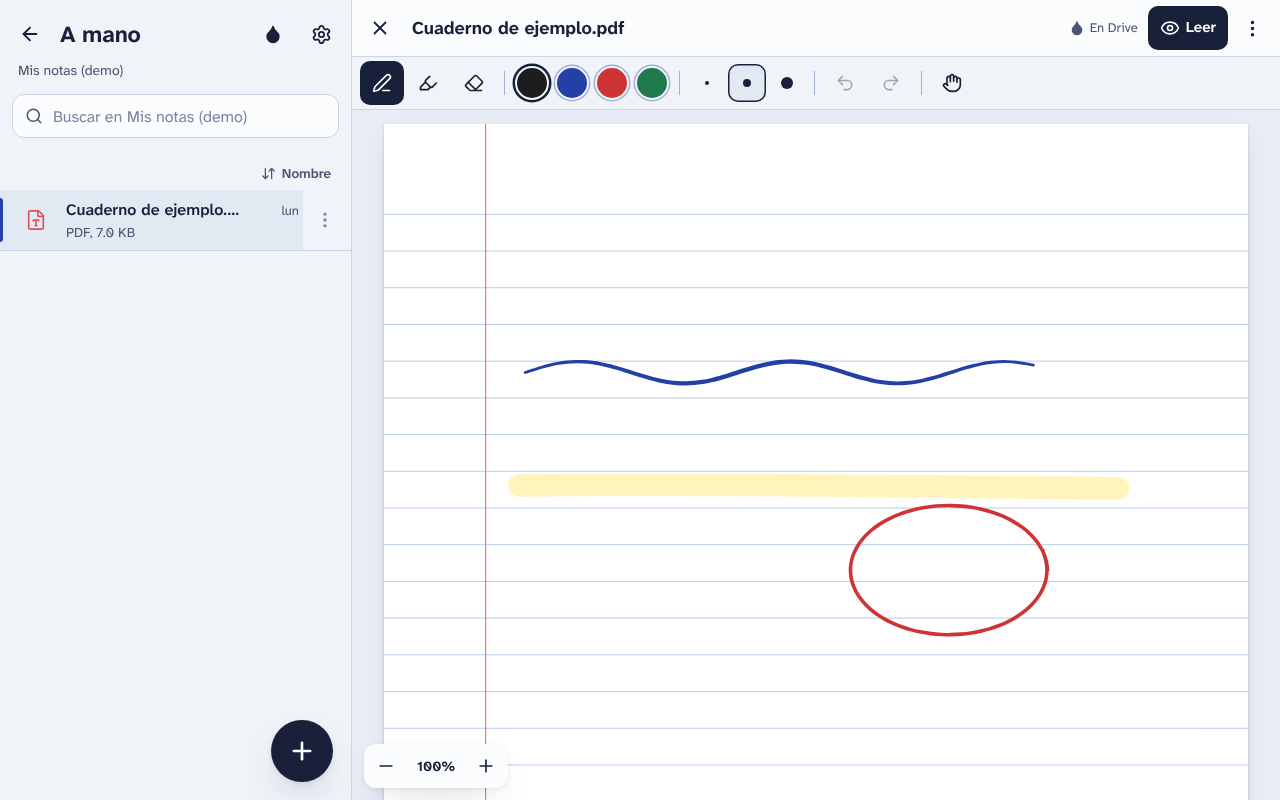 A mano
Mis notas (demo)
Buscar en Mis notas (demo)
Nombre
Cuaderno de ejemplo....
lun
PDF, 7.0 KB
Cuaderno de ejemplo.pdf
En Drive
Leer
100%